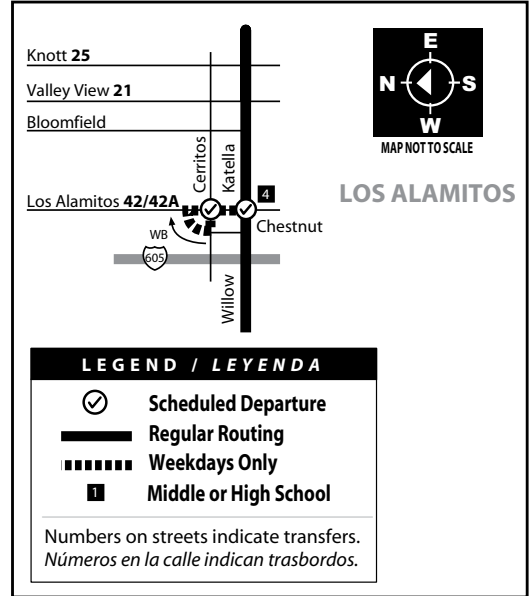 Knott 25
Valley View 21
Bloomfield
Cerritos
Katella
Los Alamitos 42/42A
4
Chestnut
WB
605
Willow
E
N S
W
MAP NOT TO SCALE
LOS ALAMITOS
LEGEND / LEYENDA
Scheduled Departure
Regular Routing
Weekdays Only
1 Middle or High School
Numbers on streets indicate transfers.
Números en la calle indican trasbordos.